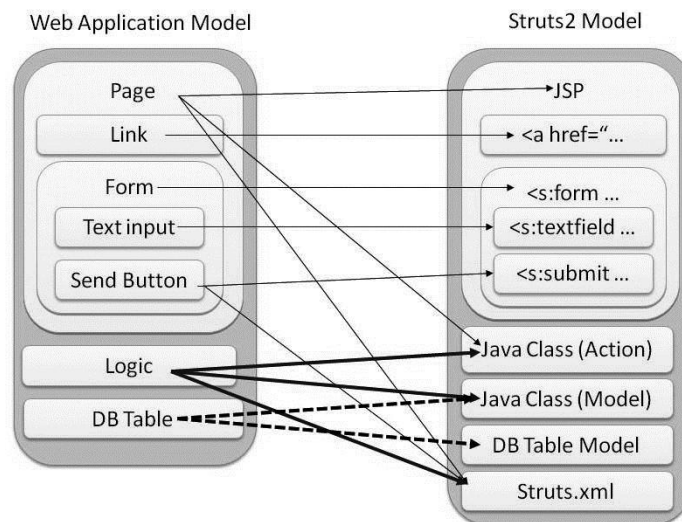 Web Application Model
Page
Link
Form
Text input
Send Button
Logic
DB Table
Struts2 Model
JSP
<a href=“...
<s:form ...
<s:textfield ...
<s:submit ...
Java Class (Action)
Java Class (Model)
DB Table Model
Struts.xml